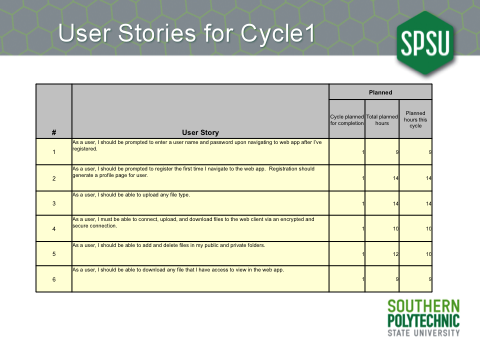 User Stories for Cycle1
SPSU
Planned
# User Story Cycle planned for completion Total planned hours Planned hours this cycle
1 As a user, I should be prompted to enter a user name and password upon navigating to web app after I've
registered. 1 9 9
2 As a user, I should be prompted to register the first time I navigate to the web app. Registration should
generate a profile page for user. 1 14 14
3 As a user, I should be able to upload any file type. 1 14 14
4 As a user, I must be able to connect, upload, and download files to the web client via an encrypted and
secure connection. 1 10 10
5 As a user, I should be able to add and delete files in my public and private folders. 1 12 10
6 As a user, I should be able to download any file that I have access to view in the web app. 1 9 9
SOUTHERN
POLYTECHNIC
STATE UNIVERSITY